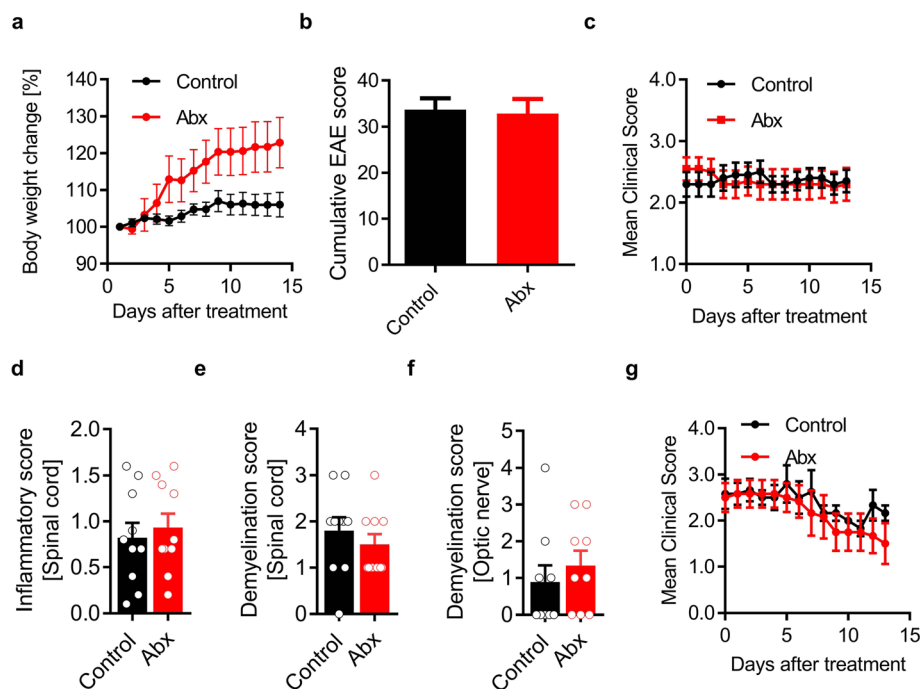 a
Body weight change [%]
140
130
120
110
100
90
Control
Abx
0
5
10
15
Days after treatment
b
Cumulative EAE score
40
30
20
10
0
Control
Abx
c
Mean Clinical Score
4.0
3.0
2.0
1.0
Control
Abx
0
5
10
15
Days after treatment
d
Inflammatory score
[Spinal cord]
2.0
1.5
1.0
0.5
0.0
Control
Abx
e
Demyelination score
[Spinal cord]
4
3
2
1
0
Control
Abx
f
Demyelination score
[Optic nerve]
5
4
3
2
1
0
Control
Abx
g
Mean Clinical Score
4.0
3.0
2.0
1.0
0.0
Control
Abx
0
5
10
15
Days after treatment